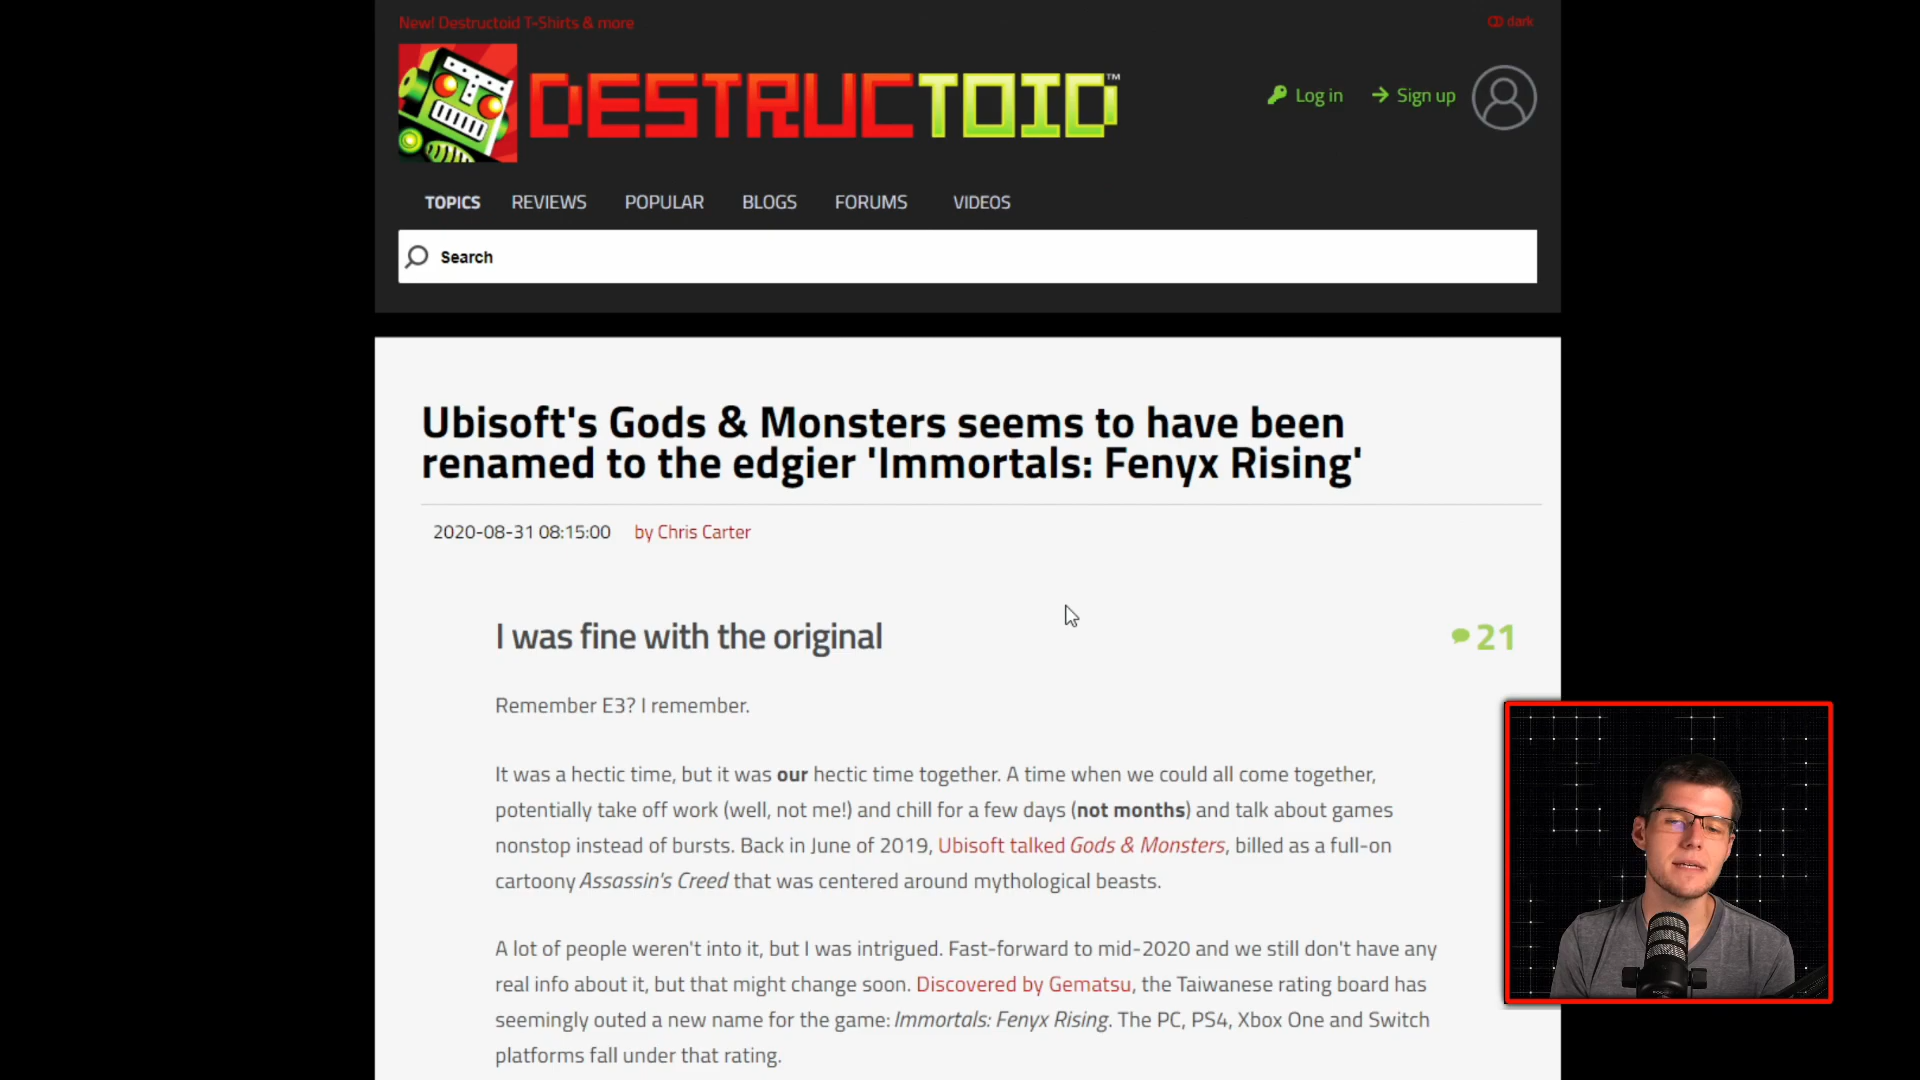 New! Destructoid T-Shirts & more
dark
DESTRUCTOID™
Log in
Sign up
TOPICS REVIEWS POPULAR BLOGS FORUMS VIDEOS
Search
Ubisoft's Gods & Monsters seems to have been
renamed to the edgier 'Immortals: Fenyx Rising'
2020-08-31 08:15:00 by Chris Carter
I was fine with the original
21
Remember E3? I remember.
It was a hectic time, but it was our hectic time together. A time when we could all come together,
potentially take off work (well, not me!) and chill for a few days (not months) and talk about games
nonstop instead of bursts. Back in June of 2019, Ubisoft talked Gods & Monsters, billed as a full-on
cartoony Assassin's Creed that was centered around mythological beasts.
A lot of people weren't into it, but I was intrigued. Fast-forward to mid-2020 and we still don't have any
real info about it, but that might change soon. Discovered by Gematsu, the Taiwanese rating board has
seemingly outed a new name for the game: Immortals: Fenyx Rising. The PC, PS4, Xbox One and Switch
platforms fall under that rating.